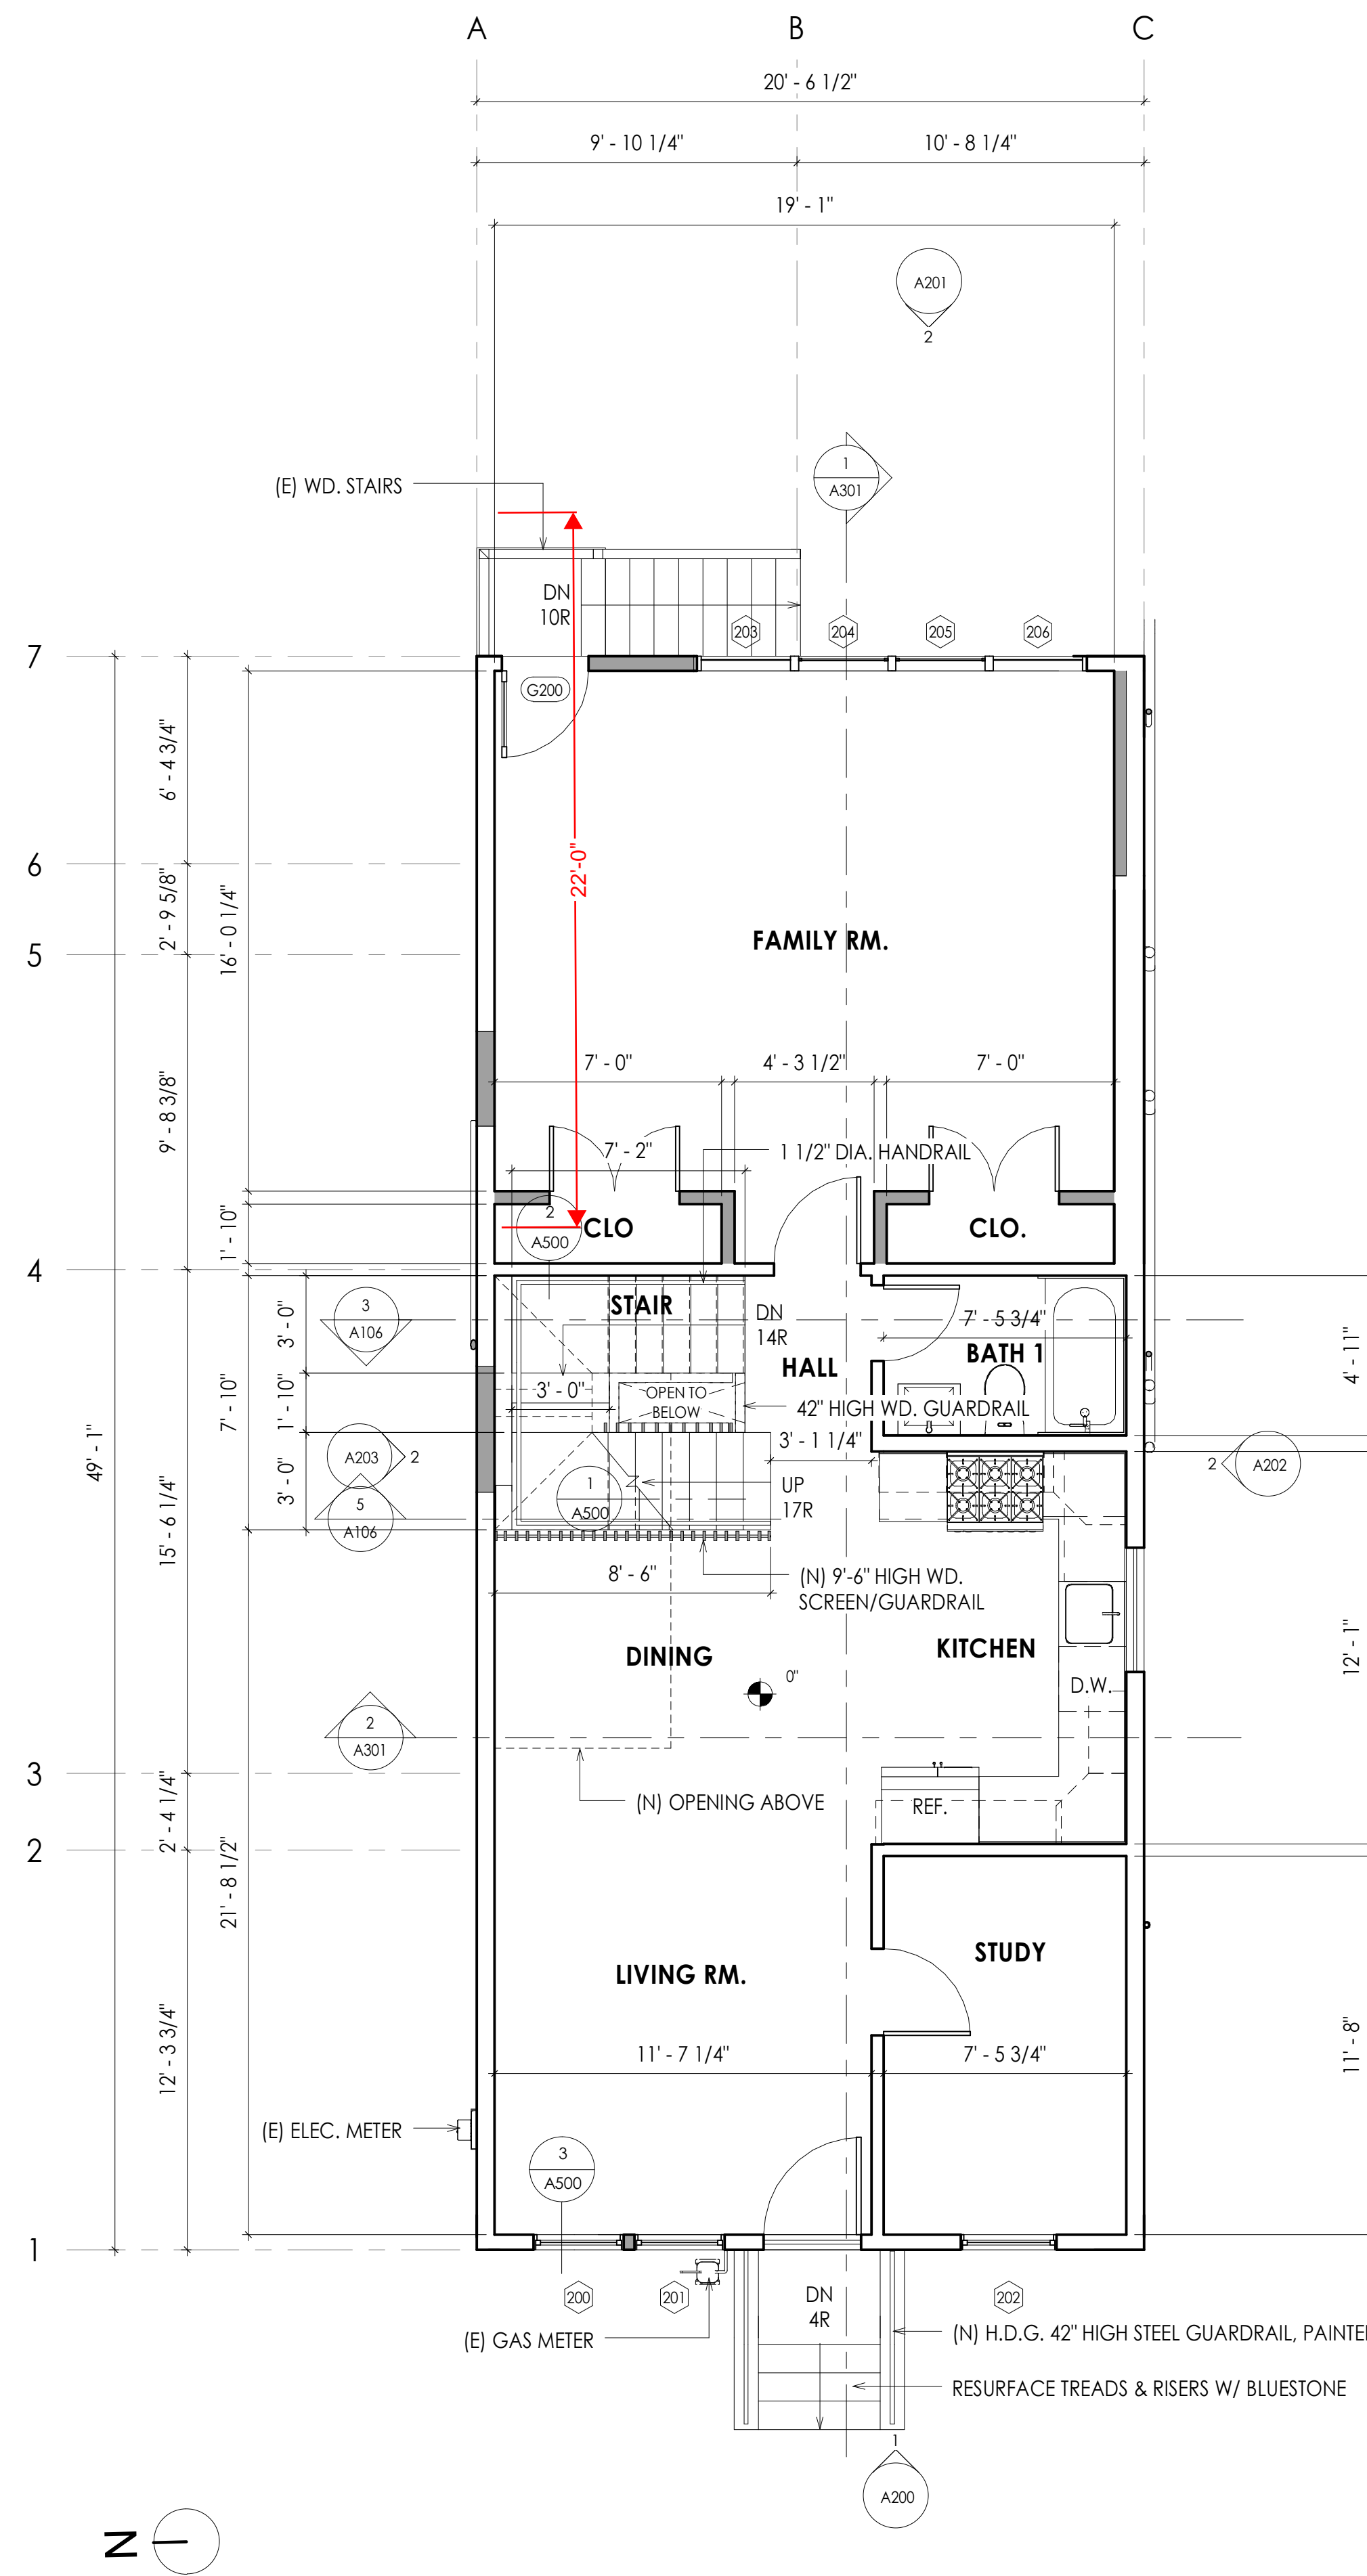 A B C
20' - 6 1/2"
9' - 10 1/4" 10' - 8 1/4"
19' - 1"
A201
2
1
A301
(E) WD. STAIRS
DN
10R
203 204 205 206
7
G200
6' - 4 3/4"
6
22'-0"
2' - 9 5/8"
16' - 0 1/4"
5
FAMILY RM.
7' - 0" 4' - 3 1/2" 7' - 0"
9' - 8 3/8"
7' - 2"
1 1/2" DIA. HANDRAIL
1' - 10"
2
A500
CLO
CLO.
4
STAIR
3
A106
3' - 0"
DN
14R
7' - 5 3/4"
BATH 1
HALL
4' - 11"
7' - 10"
1' - 10"
3' - 0"
OPEN TO
BELOW
42" HIGH WD. GUARDRAIL
3' - 1 1/4"
49' - 1"
A203
2
2
A202
3' - 0"
1
A500
UP
17R
5
A106
15' - 6 1/4"
8' - 6"
(N) 9'-6" HIGH WD.
SCREEN/GUARDRAIL
DINING
KITCHEN
12' - 1"
0"
D.W.
2
A301
3
2' - 4 1/4"
(N) OPENING ABOVE
REF.
2
21' - 8 1/2"
STUDY
LIVING RM.
12' - 3 3/4"
11' - 7 1/4" 7' - 5 3/4"
11' - 8"
(E) ELEC. METER
3
A500
1
200 201 202
DN
4R
(E) GAS METER
(N) H.D.G. 42" HIGH STEEL GUARDRAIL, PAINTE
RESURFACE TREADS & RISERS W/ BLUESTONE
1
A200
N